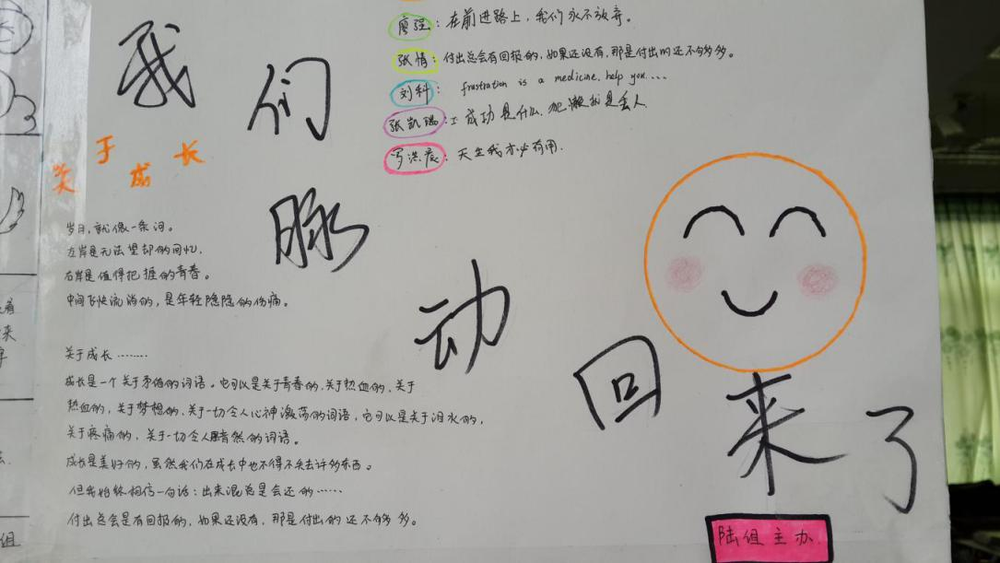 我们脉动回来了
关于成长
廖强：在前进路上，我们永不放弃。
张情：付出总会有回报的，如果还没有，那是付出的还不够多。
刘科： frustration is a medicine, help you....
张凯瑞：成功是什么，
洪晨：天生我才必有用.
岁月，就像一条河。
左岸是无法望却的回忆，
右岸是值得把握的青春。
中间飞快流淌的，是年轻隐隐的伤痛。
关于成长........
成长是一个关于矛盾的词语。它可以是关于青春的，关于热血的、关于
热血的，关于梦想的、关于一切令人心神激荡的词语，它可以是关于泪水的，
关于疼痛的，关于一切令人黯然的词语。
成长是美好的，虽然我们在成长中也不得不失去许多东西。
但我始终相信一句话：出来混总是会还的……
付出总会是有回报的，如果还没有，那是付出的还不够多。
陆组主办
组